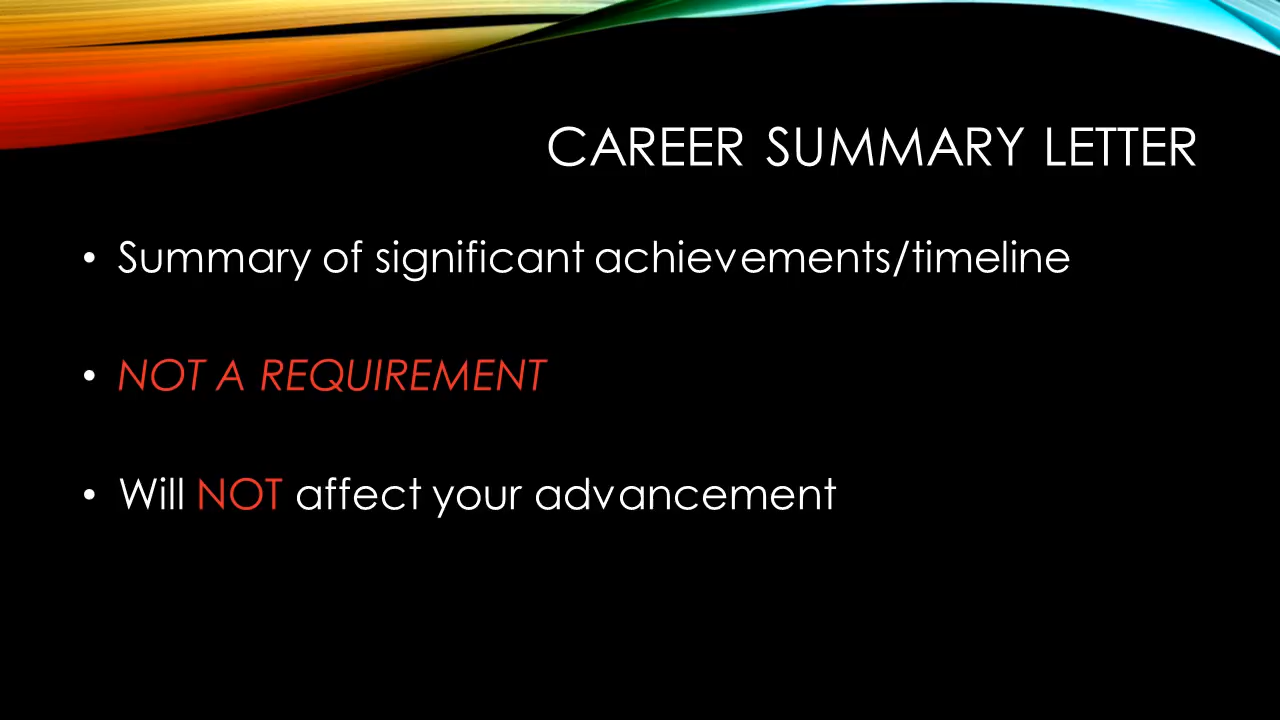 CAREER SUMMARY LETTER
• Summary of significant achievements/timeline
• NOT A REQUIREMENT
• Will NOT affect your advancement